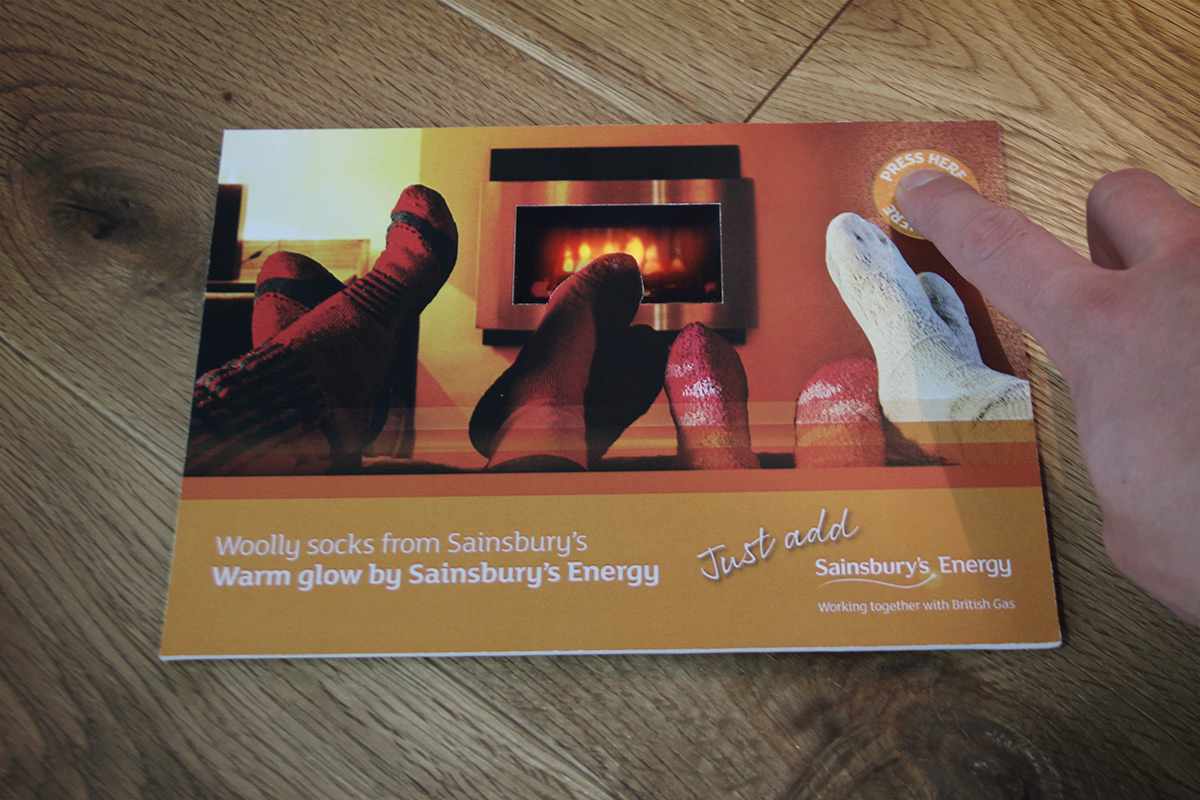 PRESS HERE
HERE
Woolly socks from Sainsbury's
Warm glow by Sainsbury's Energy
Just add
Sainsbury's Energy
Working together with British Gas